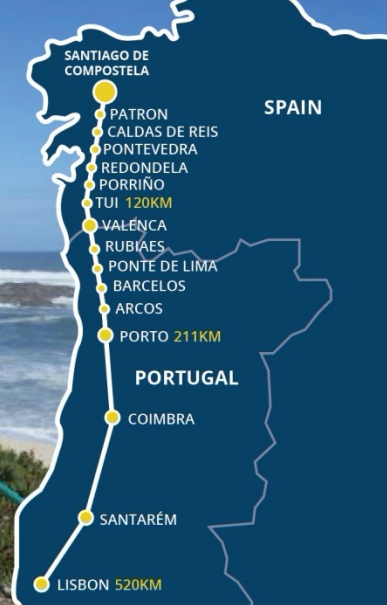 SANTIAGO DE
COMPOSTELA
SPAIN
PATRON
CALDAS DE REIS
PONTEVEDRA
REDONDELA
PORRIÑO
TUI 120KM
VALENCA
RUBIAES
PONTE DE LIMA
BARCELOS
ARCOS
PORTO 211KM
PORTUGAL
COIMBRA
SANTARÉM
LISBON 520KM